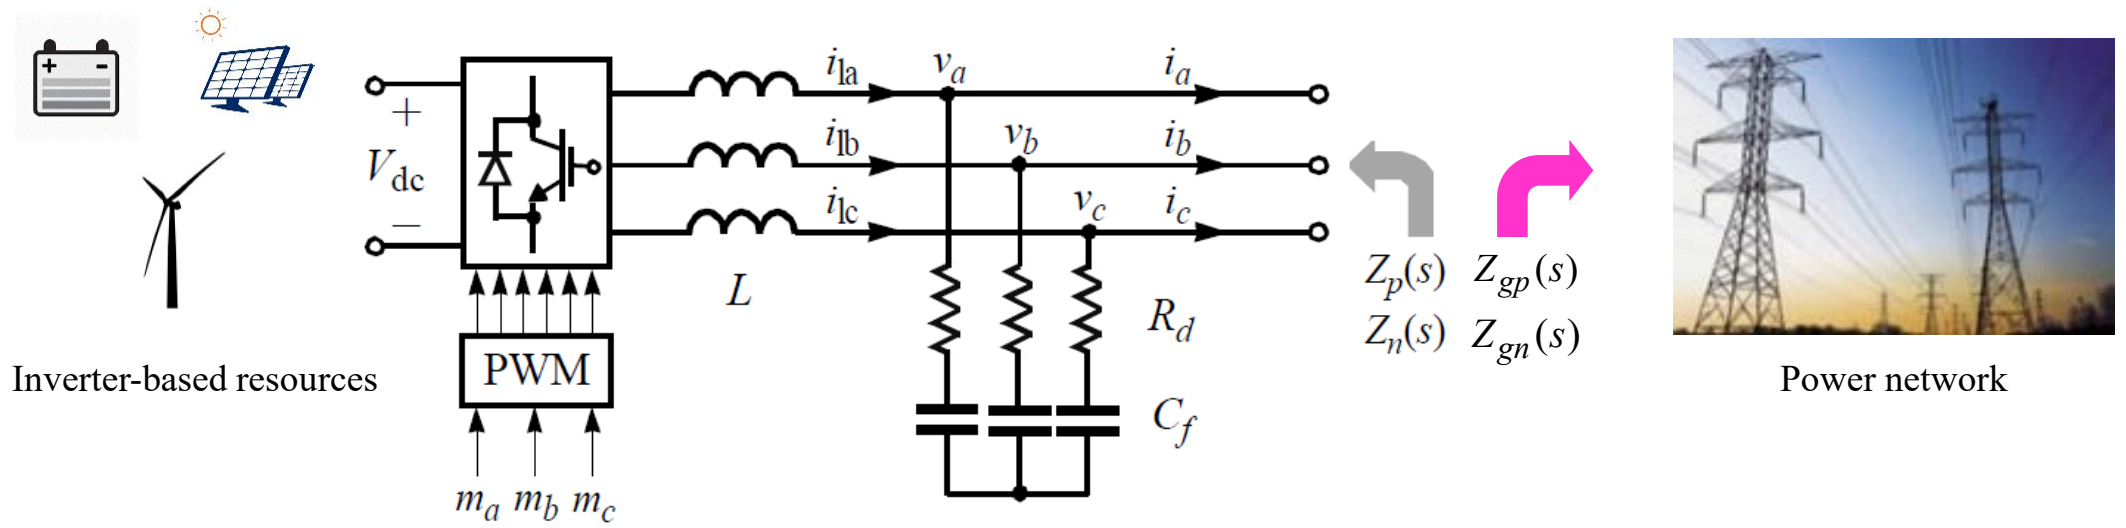 + -
+
V_dc
−
i_la
v_a
i_a
i_lb
v_b
i_b
i_lc
v_c
i_c
L
R_d
C_f
PWM
m_a m_b m_c
Z_p(s) Z_gp(s)
Z_n(s) Z_gn(s)
Inverter-based resources
Power network